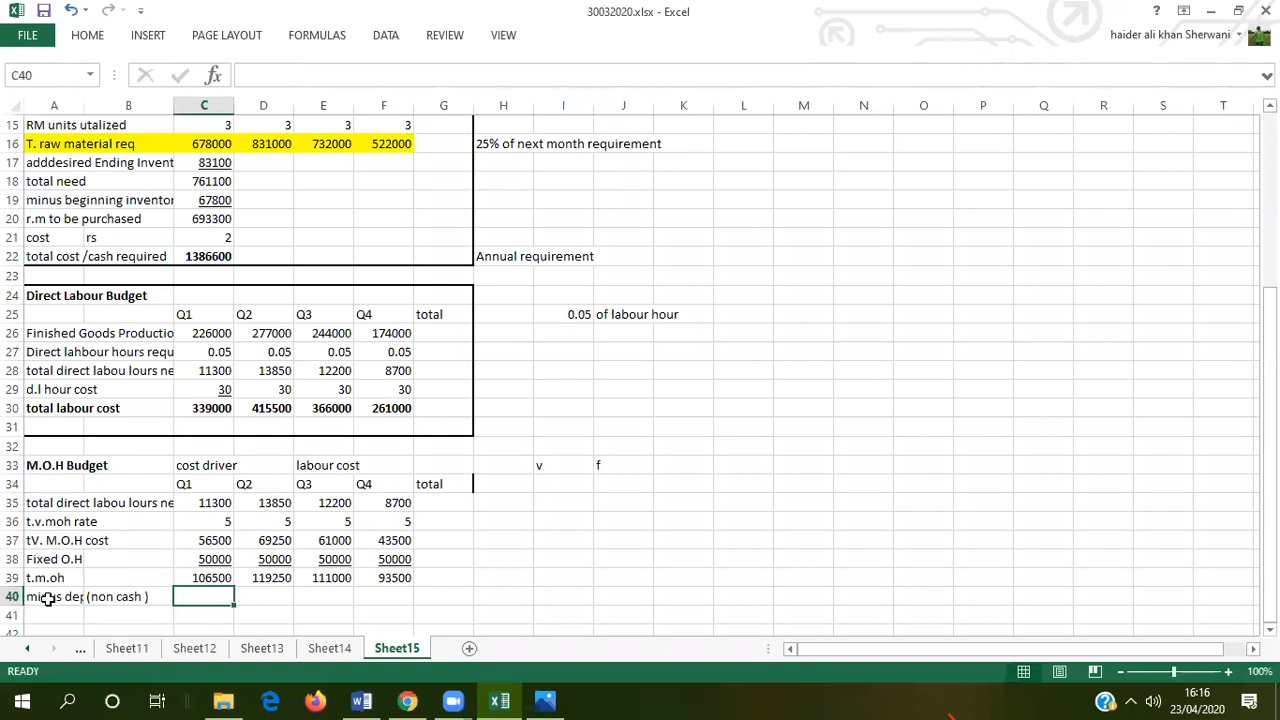 30032020.xlsx - Excel
FILE HOME INSERT PAGE LAYOUT FORMULAS DATA REVIEW VIEW haider ali khan Sherwani
C40 fx
A B C D E F G H I J K L M N O P Q R S T
15 RM units utalized 3 3 3 3
16 T. raw material req 678000 831000 732000 522000 25% of next month requirement
17 adddesired Ending Invent 83100
18 total need 761100
19 minus beginning inventor 67800
20 r.m to be purchased 693300
21 cost rs 2
22 total cost /cash required 1386600 Annual requirement
23
24 Direct Labour Budget
25 Q1 Q2 Q3 Q4 total 0.05 of labour hour
26 Finished Goods Productio 226000 277000 244000 174000
27 Direct lahbour hours requ 0.05 0.05 0.05 0.05
28 total direct labou lours ne 11300 13850 12200 8700
29 d.l hour cost 30 30 30 30
30 total labour cost 339000 415500 366000 261000
31
32
33 M.O.H Budget cost driver labour cost v f
34 Q1 Q2 Q3 Q4 total
35 total direct labou lours ne 11300 13850 12200 8700
36 t.v.moh rate 5 5 5 5
37 tV. M.O.H cost 56500 69250 61000 43500
38 Fixed O.H 50000 50000 50000 50000
39 t.m.oh 106500 119250 111000 93500
40 minus dep (non cash )
41
42
... Sheet11 Sheet12 Sheet13 Sheet14 Sheet15
READY 100%
16:16
23/04/2020